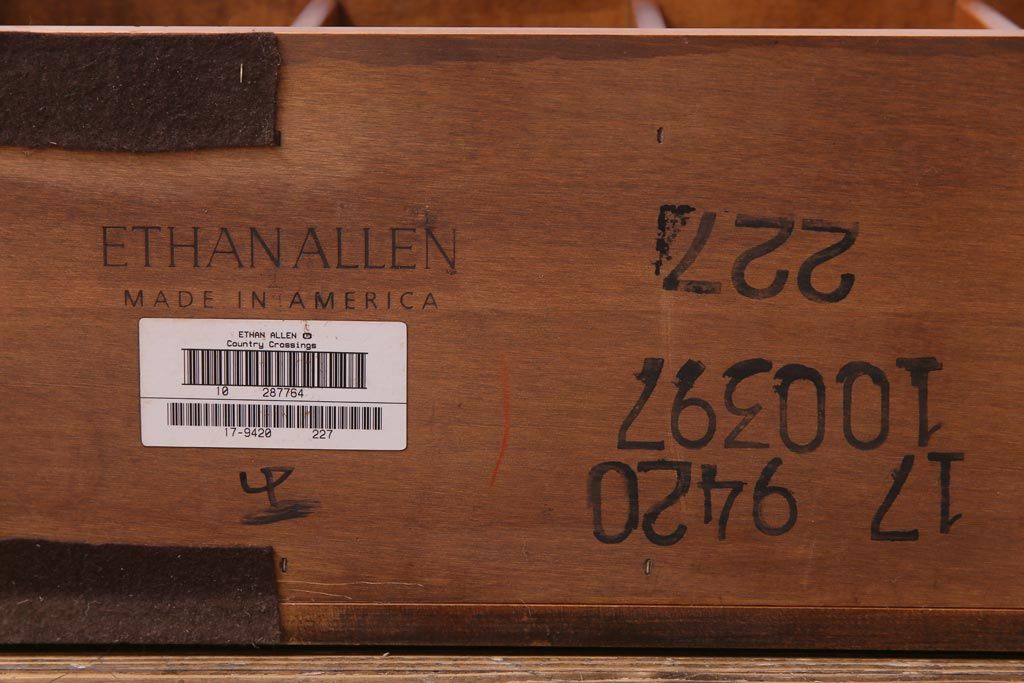 ETHAN ALLEN
MADE IN AMERICA
ETHAN ALLEN
Country Crossings
10 287764
17-9420 227
17 9420
100397
227